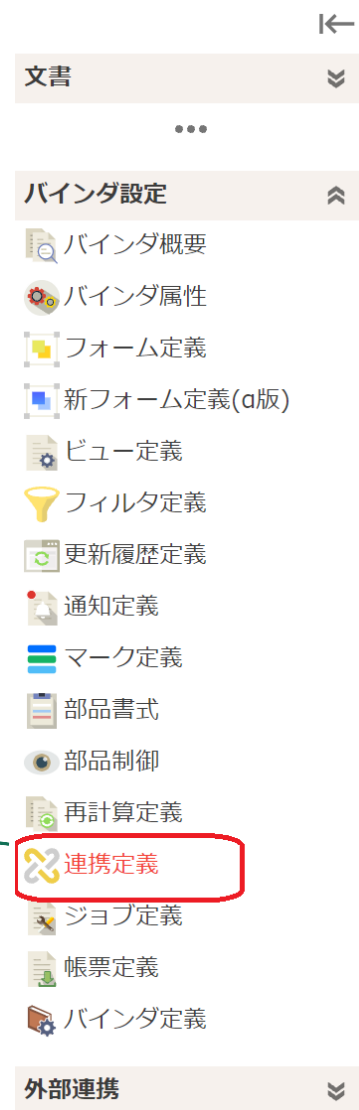 文書
バインダ設定
バインダ概要
バインダ属性
フォーム定義
新フォーム定義(α版)
ビュー定義
フィルタ定義
更新履歴定義
通知定義
マーク定義
部品書式
部品制御
再計算定義
連携定義
ジョブ定義
帳票定義
バインダ定義
外部連携